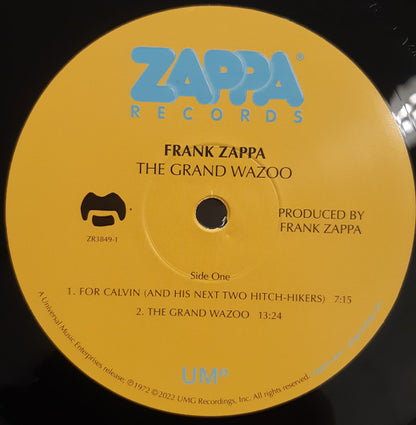 ZAPPA®
RECORDS
FRANK ZAPPA
THE GRAND WAZOO
PRODUCED BY
FRANK ZAPPA
ZR3849-1
Side One
1. FOR CALVIN (AND HIS NEXT TWO HITCH-HIKERS) 7:15
2. THE GRAND WAZOO 13:24
UMe
A Universal Music Enterprises release; ℗1972 ©2022 UMG Recordings, Inc. All rights reserved.